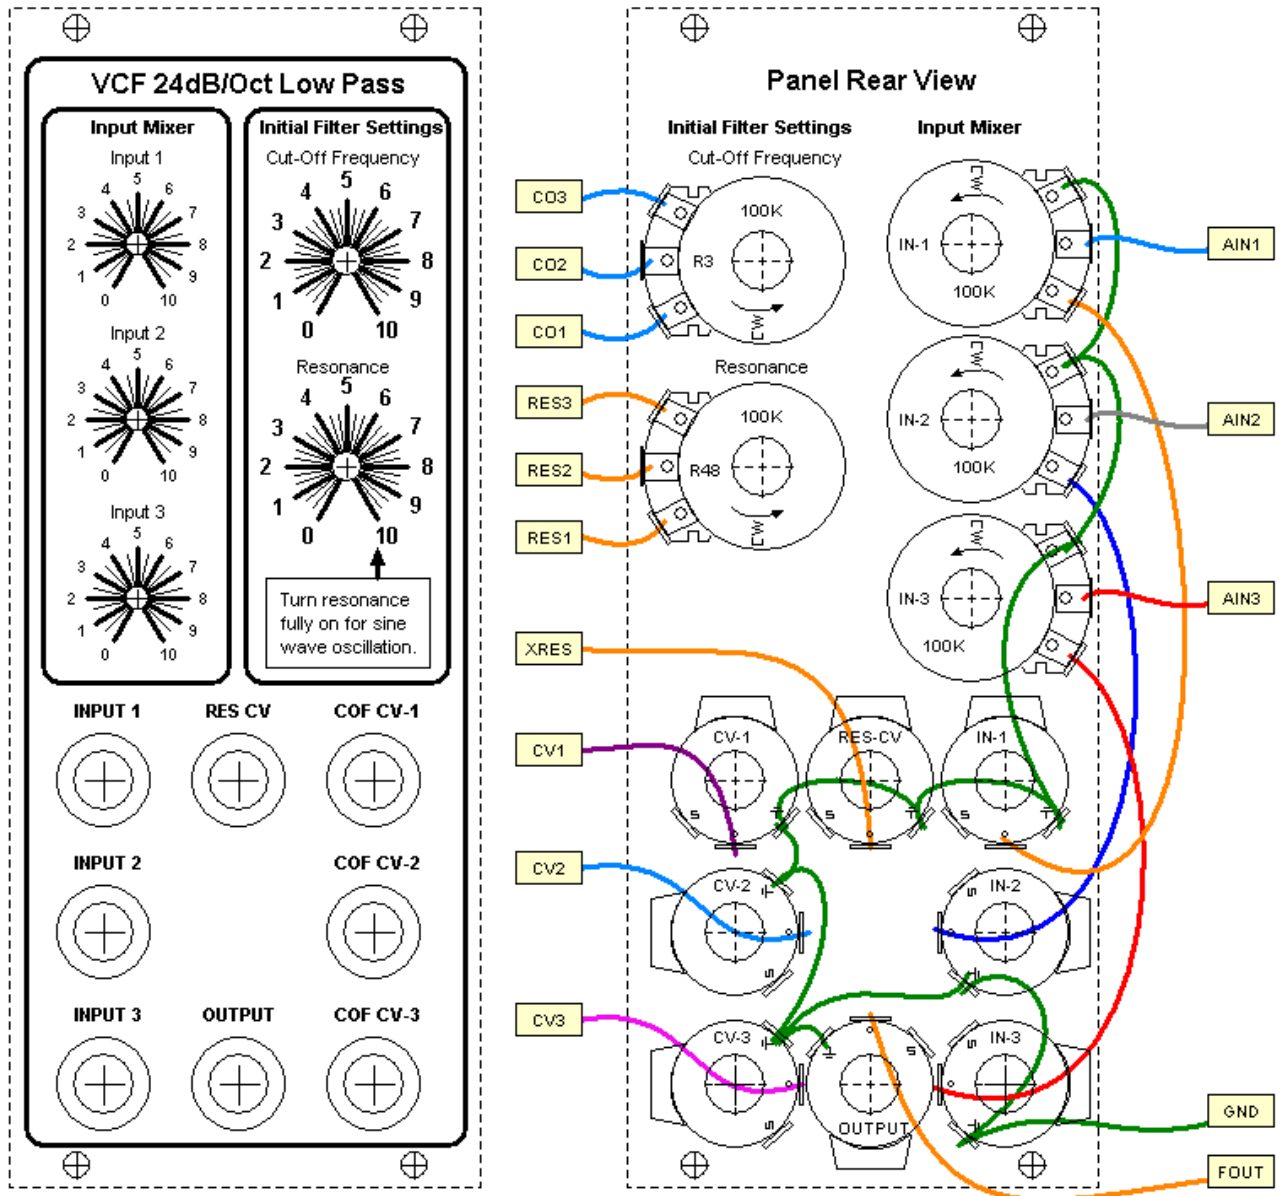 VCF 24dB/Oct Low Pass
Input Mixer
Input 1
0 1 2 3 4 5 6 7 8 9 10
Input 2
0 1 2 3 4 5 6 7 8 9 10
Input 3
0 1 2 3 4 5 6 7 8 9 10
Initial Filter Settings
Cut-Off Frequency
0 1 2 3 4 5 6 7 8 9 10
Resonance
0 1 2 3 4 5 6 7 8 9 10
Turn resonance
fully on for sine
wave oscillation.
INPUT 1 RES CV COF CV-1
INPUT 2 COF CV-2
INPUT 3 OUTPUT COF CV-3
Panel Rear View
Initial Filter Settings Input Mixer
Cut-Off Frequency
CO3
CO2
CO1
100K
R3
IN-1
100K
AIN1
Resonance
RES3
RES2
RES1
100K
R48
IN-2
100K
AIN2
IN-3
100K
AIN3
XRES
CV1
CV2
CV3
CV-1 RES-CV IN-1
S S S
CV-2 IN-2
S S
CV-3 IN-3
S S S
OUTPUT
GND
FOUT